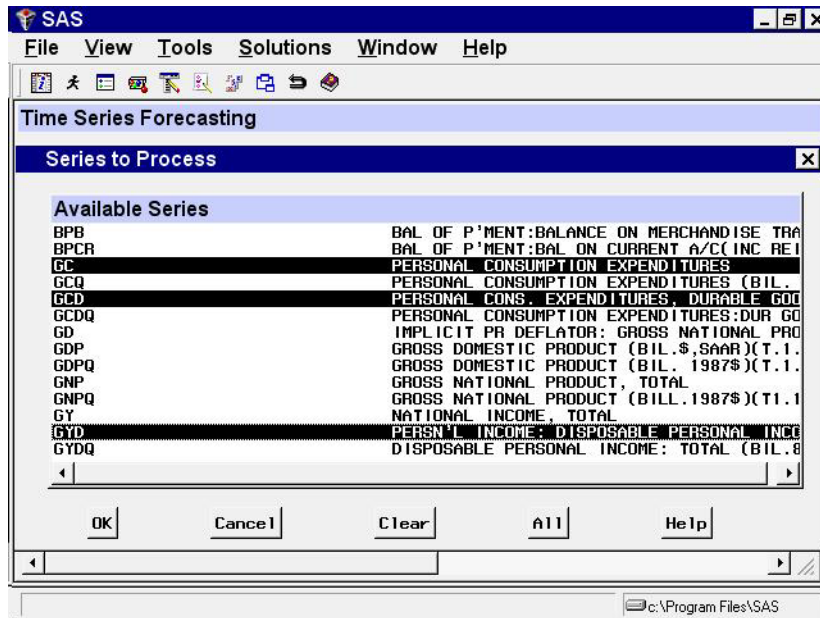 SAS
File View Tools Solutions Window Help
Time Series Forecasting
Series to Process
Available Series
BPB BAL OF P'MENT:BALANCE ON MERCHANDISE TRA
BPCR BAL OF P'MENT:BAL ON CURRENT A/C(INC REI
GC PERSONAL CONSUMPTION EXPENDITURES
GCQ PERSONAL CONSUMPTION EXPENDITURES (BIL.
GCD PERSONAL CONS. EXPENDITURES, DURABLE GOO
GCDQ PERSONAL CONSUMPTION EXPENDITURES:DUR GO
GD IMPLICIT PR DEFLATOR: GROSS NATIONAL PRO
GDP GROSS DOMESTIC PRODUCT (BIL.$,SAAR)(T.1.
GDPQ GROSS DOMESTIC PRODUCT (BIL. 1987$)(T.1.
GNP GROSS NATIONAL PRODUCT, TOTAL
GNPQ GROSS NATIONAL PRODUCT (BILL.1987$)(T1.1
GY NATIONAL INCOME, TOTAL
GYD PERSN'L INCOME: DISPOSABLE PERSONAL INCO
GYDQ DISPOSABLE PERSONAL INCOME: TOTAL (BIL.8
OK Cancel Clear All Help
c:\Program Files\SAS